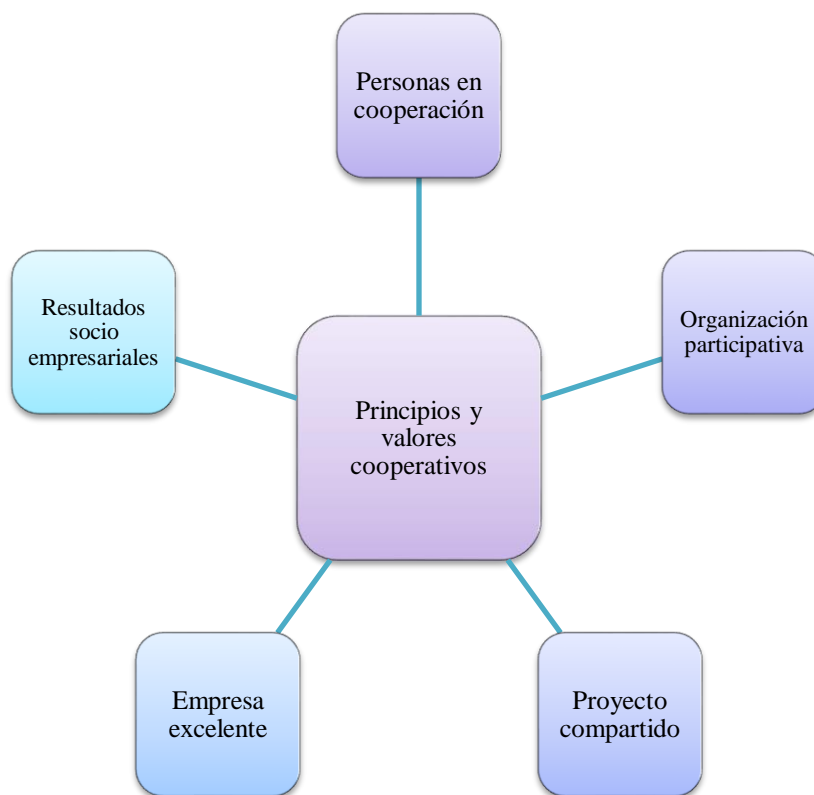 Personas en
cooperación
Resultados
socio
empresariales
Organización
participativa
Principios y
valores
cooperativos
Empresa
excelente
Proyecto
compartido